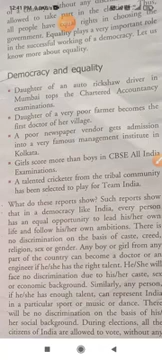 12:41 PM
allowed to take part in the
all people have equal rights in choosing the
government. Equality plays a very important role
in the successful working of a democracy. Let us
know more about equality.
Democracy and equality
• Daughter of an auto rickshaw driver in
Mumbai tops the Chartered Accountancy
examinations.
• Daughter of a very poor farmer becomes the
first doctor of her village.
• A poor newspaper vendor gets admission
into a very famous management institute in
Kolkata.
• Girls score more than boys in CBSE All India
Examinations.
• A talented cricketer from the tribal community
has been selected to play for Team India.
What do these reports show? Such reports show
that in a democracy like India, every person
has an equal opportunity to lead his/her own
life and follow his/her own ambitions. There is
no discrimination on the basis of caste, creed,
religion, sex or gender. Any boy or girl from any
part of the country can become a doctor or an
engineer if he/she has the right talent. He/She will
face no discrimination due to his/her caste, sex
or economic background. Similarly, any person,
if he/she has enough talent, can represent India
in a particular sport or music or dance. There
will be no discrimination on the basis of his/
her social background. During elections, all the
citizens of India are allowed to vote, without any